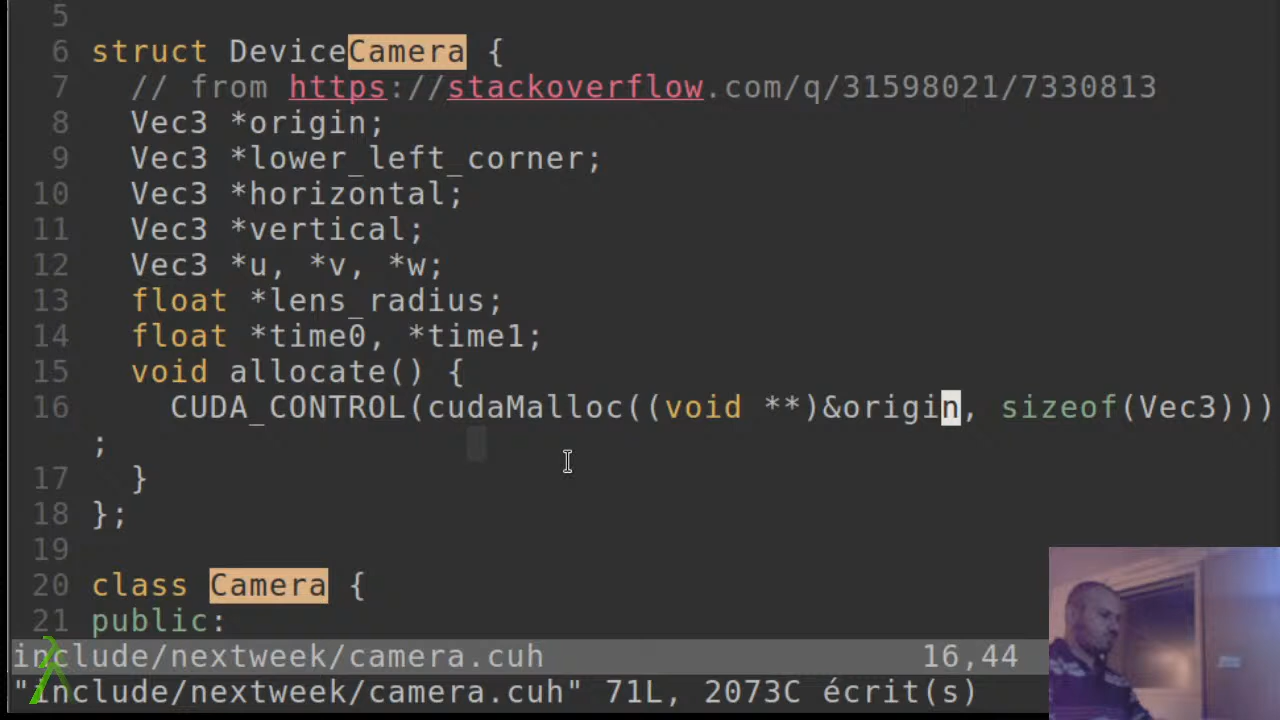 5
6 struct DeviceCamera {
7 // from https://stackoverflow.com/q/31598021/7330813
8 Vec3 *origin;
9 Vec3 *lower_left_corner;
10 Vec3 *horizontal;
11 Vec3 *vertical;
12 Vec3 *u, *v, *w;
13 float *lens_radius;
14 float *time0, *time1;
15 void allocate() {
16 CUDA_CONTROL(cudaMalloc((void **)&origin, sizeof(Vec3)))
;
17 }
18 };
19
20 class Camera {
21 public:
include/nextweek/camera.cuh 16,44
"include/nextweek/camera.cuh" 71L, 2073C écrit(s)